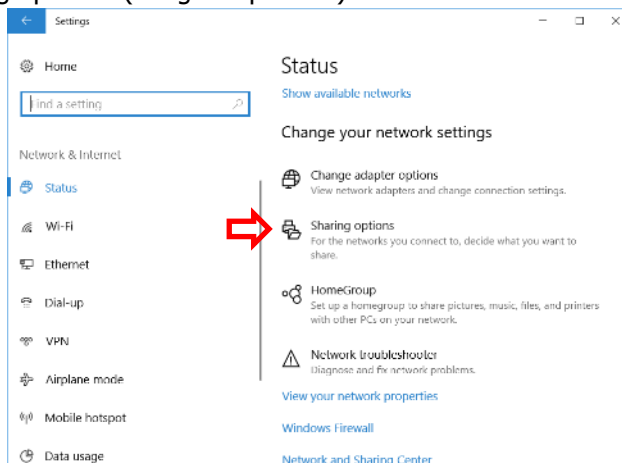 Settings
Home
Find a setting
Network & Internet
Status
Wi-Fi
Ethernet
Dial-up
VPN
Airplane mode
Mobile hotspot
Data usage
Status
Show available networks
Change your network settings
Change adapter options
View network adapters and change connection settings.
Sharing options
For the networks you connect to, decide what you want to
share.
HomeGroup
Set up a homegroup to share pictures, music, files, and printers
with other PCs on your network.
Network troubleshooter
Diagnose and fix network problems.
View your network properties
Windows Firewall
Network and Sharing Center